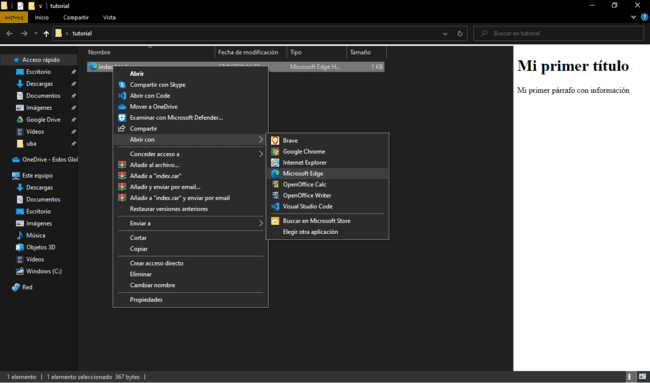 tutorial
Inicio
Compartir
Vista
tutorial
Buscar en tutorial
Nombre
Fecha de modificación
Tipo
Tamaño
Acceso rápido
Escritorio
Descargas
Documentos
Imágenes
Google Drive
Vídeos
uba
OneDrive - Eidos Glo
Este equipo
Descargas
Documentos
Escritorio
Imágenes
Música
Objetos 3D
Vídeos
Windows (C:)
Red
Microsoft Edge H...
1 KB
Abrir
Compartir con Skype
Abrir con Code
Mover a OneDrive
Examinar con Microsoft Defender...
Compartir
Abrir con
Conceder acceso a
Añadir al archivo...
Añadir a "index.rar"
Añadir y enviar por email...
Añadir a "index.rar" y enviar por email
Restaurar versiones anteriores
Enviar a
Cortar
Copiar
Crear acceso directo
Eliminar
Cambiar nombre
Propiedades
Brave
Google Chrome
Internet Explorer
Microsoft Edge
OpenOffice Calc
OpenOffice Writer
Visual Studio Code
Buscar en Microsoft Store
Elegir otra aplicación
Mi primer título
Mi primer párrafo con información
1 elemento
1 elemento seleccionado 367 bytes